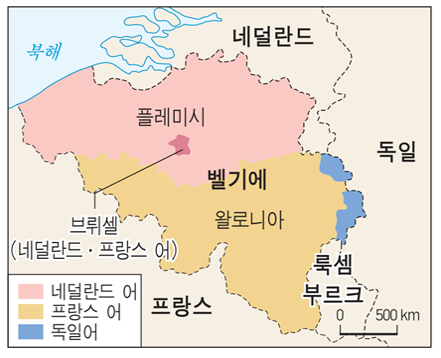 북해
네덜란드
플레미시
독일
벨기에
브뤼셀
(네덜란드·프랑스 어)
왈로니아
룩셈
부르크
프랑스
네덜란드 어
프랑스 어
독일어
0 500 km